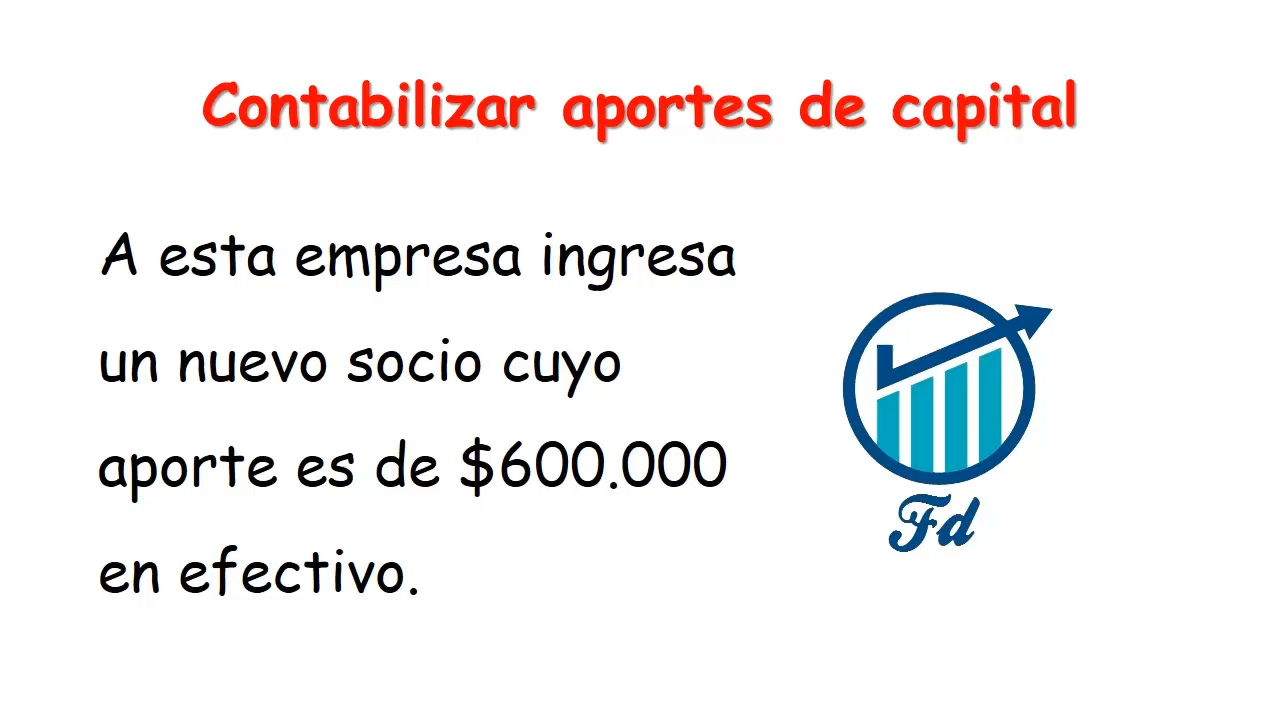 Contabilizar aportes de capital
A esta empresa ingresa
un nuevo socio cuyo
aporte es de $600.000
en efectivo.
Fd